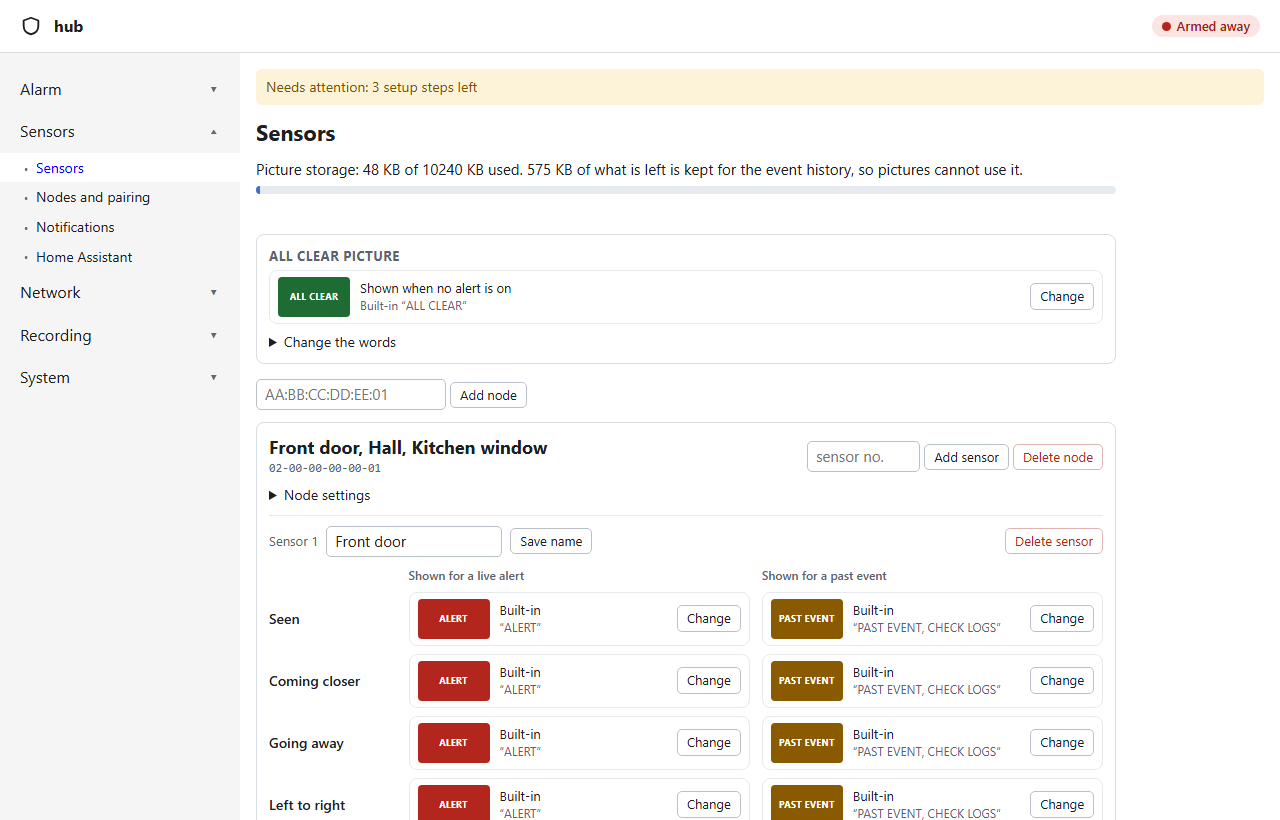 hub
Armed away
Alarm
Sensors
Sensors
Nodes and pairing
Notifications
Home Assistant
Network
Recording
System
Needs attention: 3 setup steps left
Sensors
Picture storage: 48 KB of 10240 KB used. 575 KB of what is left is kept for the event history, so pictures cannot use it.
ALL CLEAR PICTURE
ALL CLEAR
Shown when no alert is on
Built-in “ALL CLEAR”
Change
Change the words
AA:BB:CC:DD:EE:01
Add node
Front door, Hall, Kitchen window
02-00-00-00-00-01
sensor no.
Add sensor
Delete node
Node settings
Sensor 1
Front door
Save name
Delete sensor
Shown for a live alert
Shown for a past event
Seen
ALERT
Built-in
“ALERT”
Change
PAST EVENT
Built-in
“PAST EVENT, CHECK LOGS”
Change
Coming closer
ALERT
Built-in
“ALERT”
Change
PAST EVENT
Built-in
“PAST EVENT, CHECK LOGS”
Change
Going away
ALERT
Built-in
“ALERT”
Change
PAST EVENT
Built-in
“PAST EVENT, CHECK LOGS”
Change
Left to right
ALERT
Built-in
“ALERT”
Change
PAST EVENT
Built-in
“PAST EVENT, CHECK LOGS”
Change